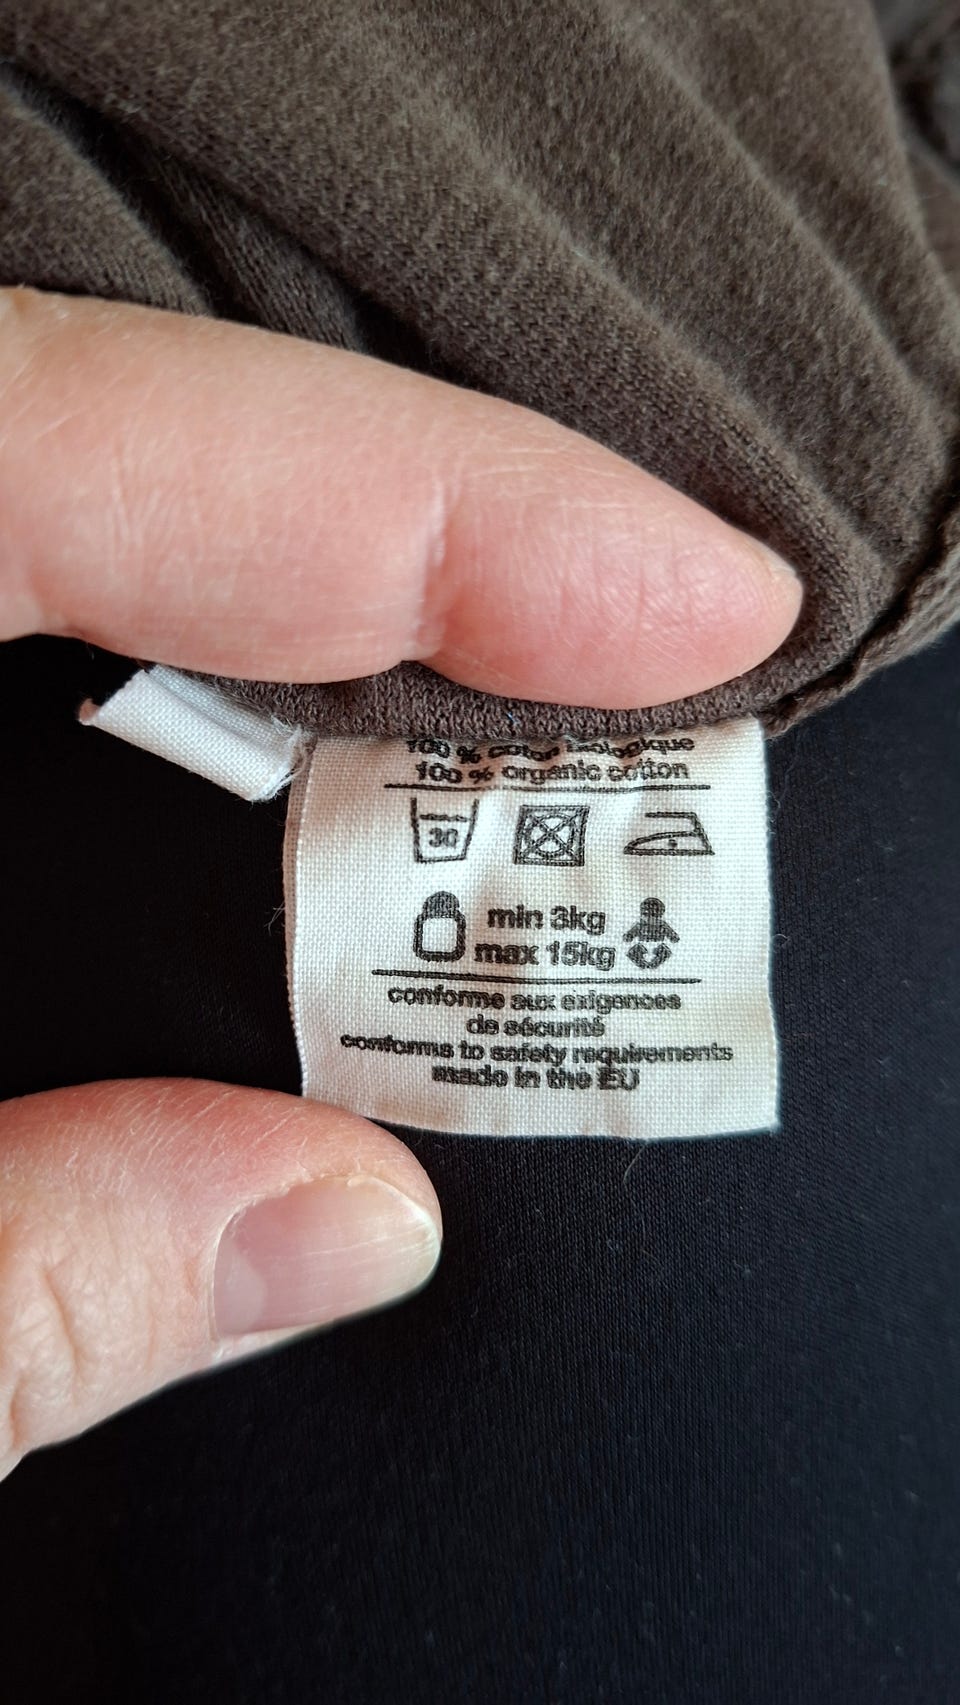 100 % coton biologique
100 % organic cotton
30
min 3kg
max 15kg
conforme aux exigences
de sécurité
conforms to safety requirements
made in the EU